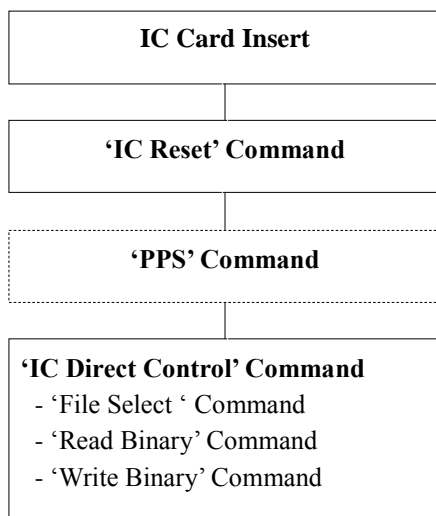 IC Card Insert
‘IC Reset’ Command
‘PPS’ Command
‘IC Direct Control’ Command
- ‘File Select ‘ Command
- ‘Read Binary’ Command
- ‘Write Binary’ Command